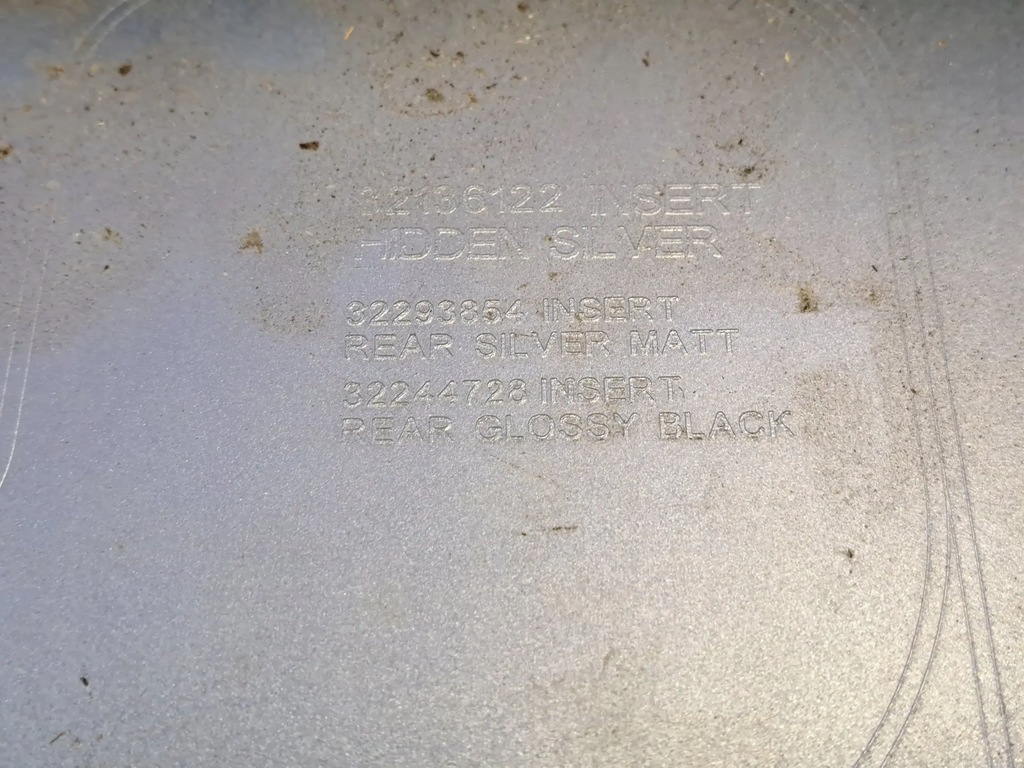 32136122 INSERT
HIDDEN SILVER
32293854 INSERT
REAR SILVER MATT
32244728 INSERT
REAR GLOSSY BLACK